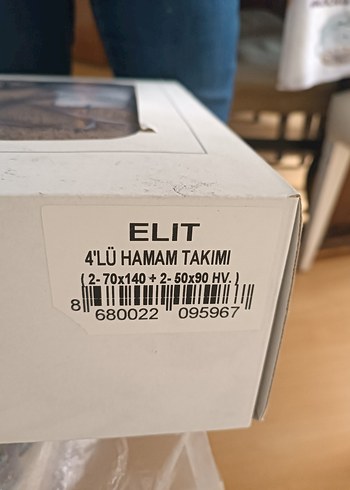 ELIT
4'LÜ HAMAM TAKIMI
( 2- 70x140 + 2- 50x90 HV. )
8 680022 095967